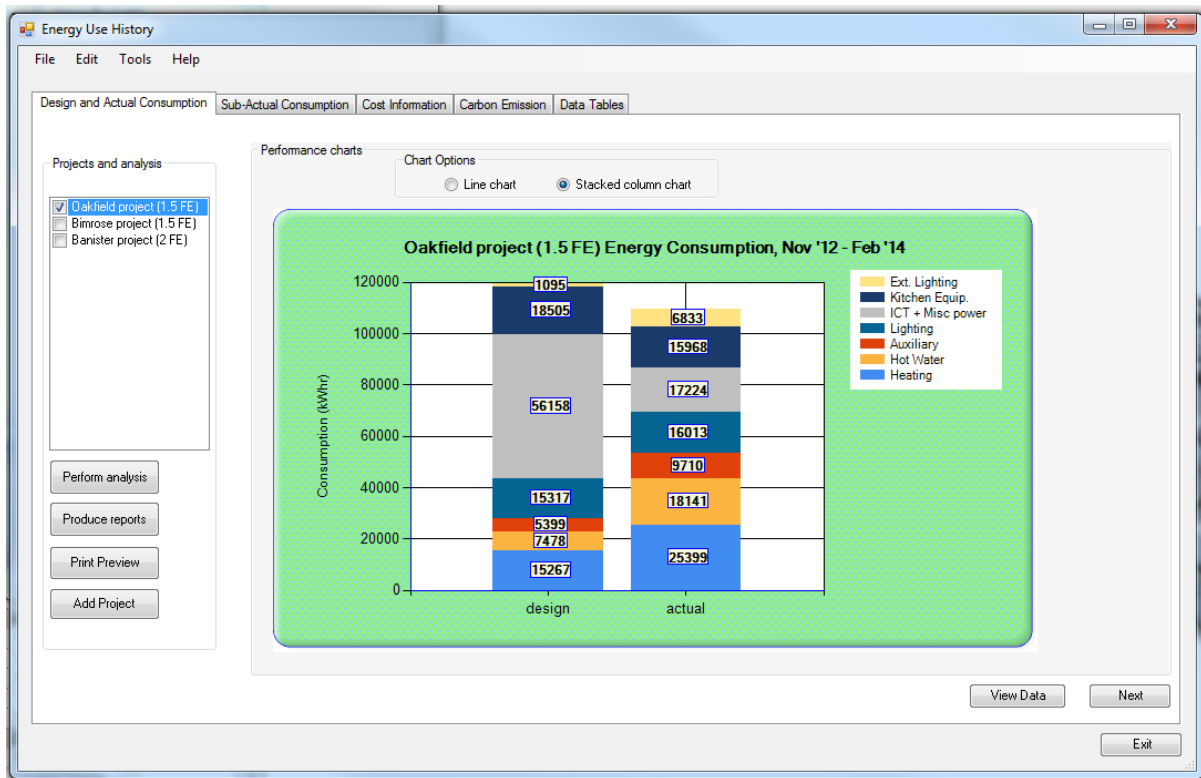 Energy Use History
File Edit Tools Help
Design and Actual Consumption Sub-Actual Consumption Cost Information Carbon Emission Data Tables
Projects and analysis
Oakfield project (1.5 FE)
Bimrose project (1.5 FE)
Banister project (2 FE)
Perform analysis
Produce reports
Print Preview
Add Project
Performance charts
Chart Options
Line chart Stacked column chart
Oakfield project (1.5 FE) Energy Consumption, Nov '12 - Feb '14
Consumption (kWhr)
120000
100000
80000
60000
40000
20000
0
1095
18505
56158
15317
5399
7478
15267
6833
15968
17224
16013
9710
18141
25399
design actual
Ext. Lighting
Kitchen Equip.
ICT + Misc power
Lighting
Auxiliary
Hot Water
Heating
View Data Next
Exit